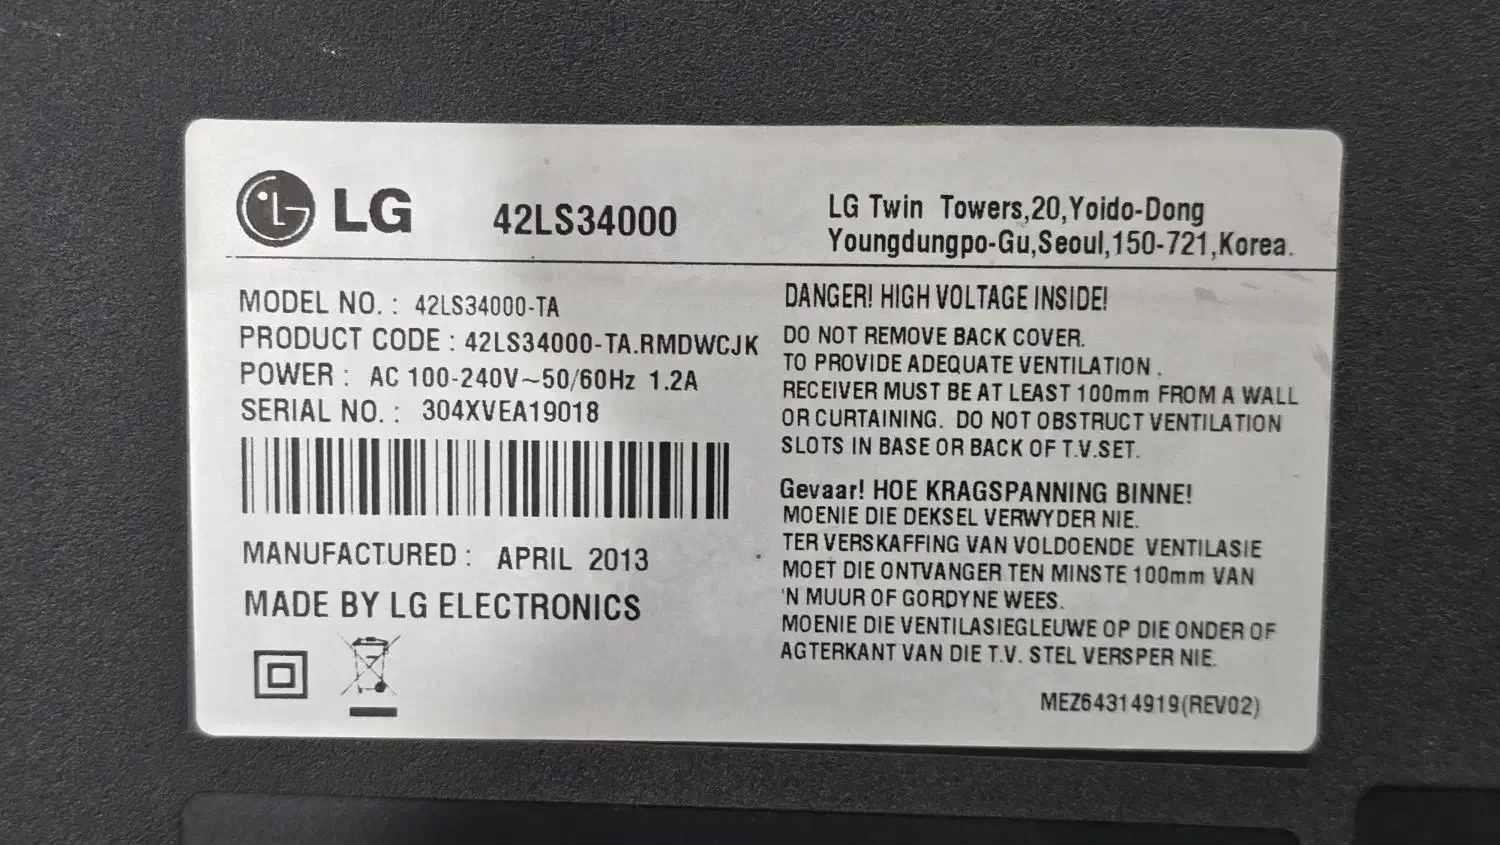 LG
42LS34000
LG Twin Towers,20,Yoido-Dong
Youngdungpo-Gu,Seoul,150-721,Korea.
MODEL NO. : 42LS34000-TA
PRODUCT CODE : 42LS34000-TA.RMDWCJK
POWER : AC 100-240V~50/60Hz 1.2A
SERIAL NO. : 304XVEA19018
MANUFACTURED : APRIL 2013
MADE BY LG ELECTRONICS
DANGER! HIGH VOLTAGE INSIDE!
DO NOT REMOVE BACK COVER.
TO PROVIDE ADEQUATE VENTILATION .
RECEIVER MUST BE AT LEAST 100mm FROM A WALL
OR CURTAINING. DO NOT OBSTRUCT VENTILATION
SLOTS IN BASE OR BACK OF T.V.SET.
Gevaar! HOE KRAGSPANNING BINNE!
MOENIE DIE DEKSEL VERWYDER NIE.
TER VERSKAFFING VAN VOLDOENDE VENTILASIE
MOET DIE ONTVANGER TEN MINSTE 100mm VAN
'N MUUR OF GORDYNE WEES.
MOENIE DIE VENTILASIEGLEUWE OP DIE ONDER OF
AGTERKANT VAN DIE T.V. STEL VERSPER NIE.
MEZ64314919(REV02)